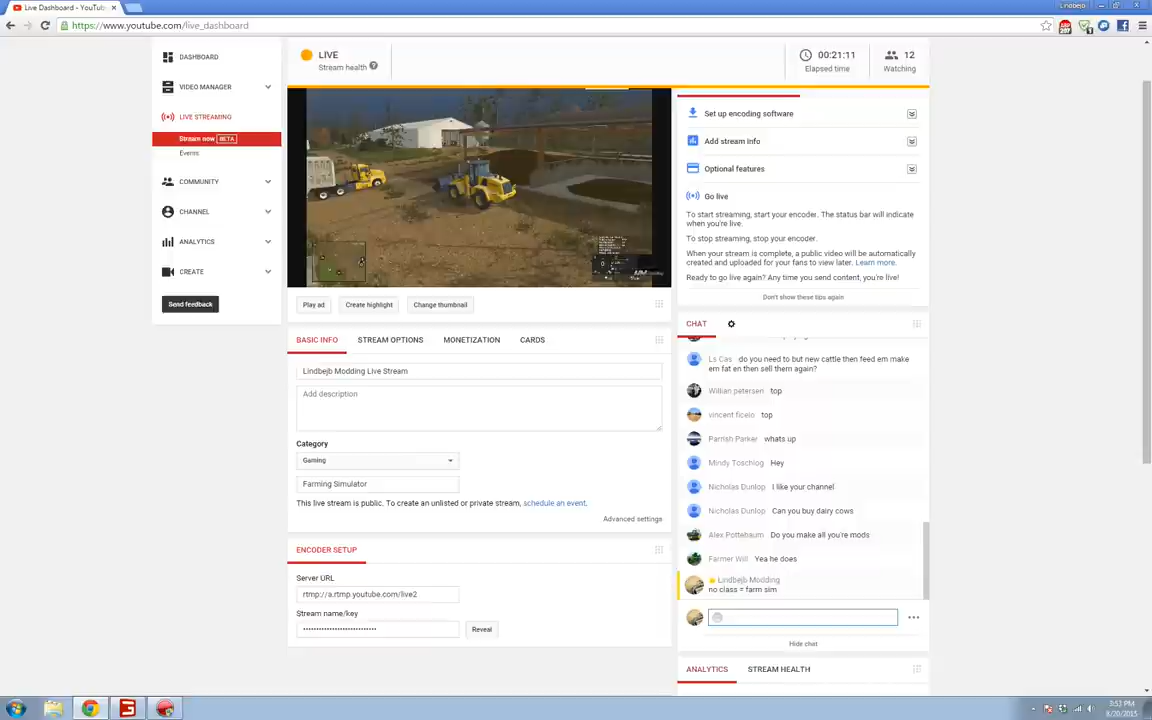 Live Dashboard - YouTu
Lindbejb
https://www.youtube.com/live_dashboard
DASHBOARD
VIDEO MANAGER
LIVE STREAMING
Stream now BETA
Events
COMMUNITY
CHANNEL
ANALYTICS
CREATE
Send feedback
LIVE
Stream health ?
00:21:11
Elapsed time
12
Watching
Play ad
Create highlight
Change thumbnail
BASIC INFO
STREAM OPTIONS
MONETIZATION
CARDS
Lindbejb Modding Live Stream
Add description
Category
Gaming
Farming Simulator
This live stream is public. To create an unlisted or private stream, schedule an event.
Advanced settings
ENCODER SETUP
Server URL
rtmp://a.rtmp.youtube.com/live2
Stream name/key
Reveal
Set up encoding software
Add stream info
Optional features
Go live
To start streaming, start your encoder. The status bar will indicate
when you're live.
To stop streaming, stop your encoder.
When your stream is complete, a public video will be automatically
created and uploaded for your fans to view later. Learn more.
Ready to go live again? Any time you send content, you're live!
Don't show these tips again
CHAT
Ls Cas do you need to but new cattle then feed em make
em fat en then sell them again?
Willian petersen top
vincent ficeio top
Parrish Parker whats up
Mindy Toschlog Hey
Nicholas Dunlop I like your channel
Nicholas Dunlop Can you buy dairy cows
Alex Pottebaum Do you make all you're mods
Farmer Will Yea he does
Lindbejb Modding
no class = farm sim
Hide chat
ANALYTICS
STREAM HEALTH
3:53 PM
8/20/2015